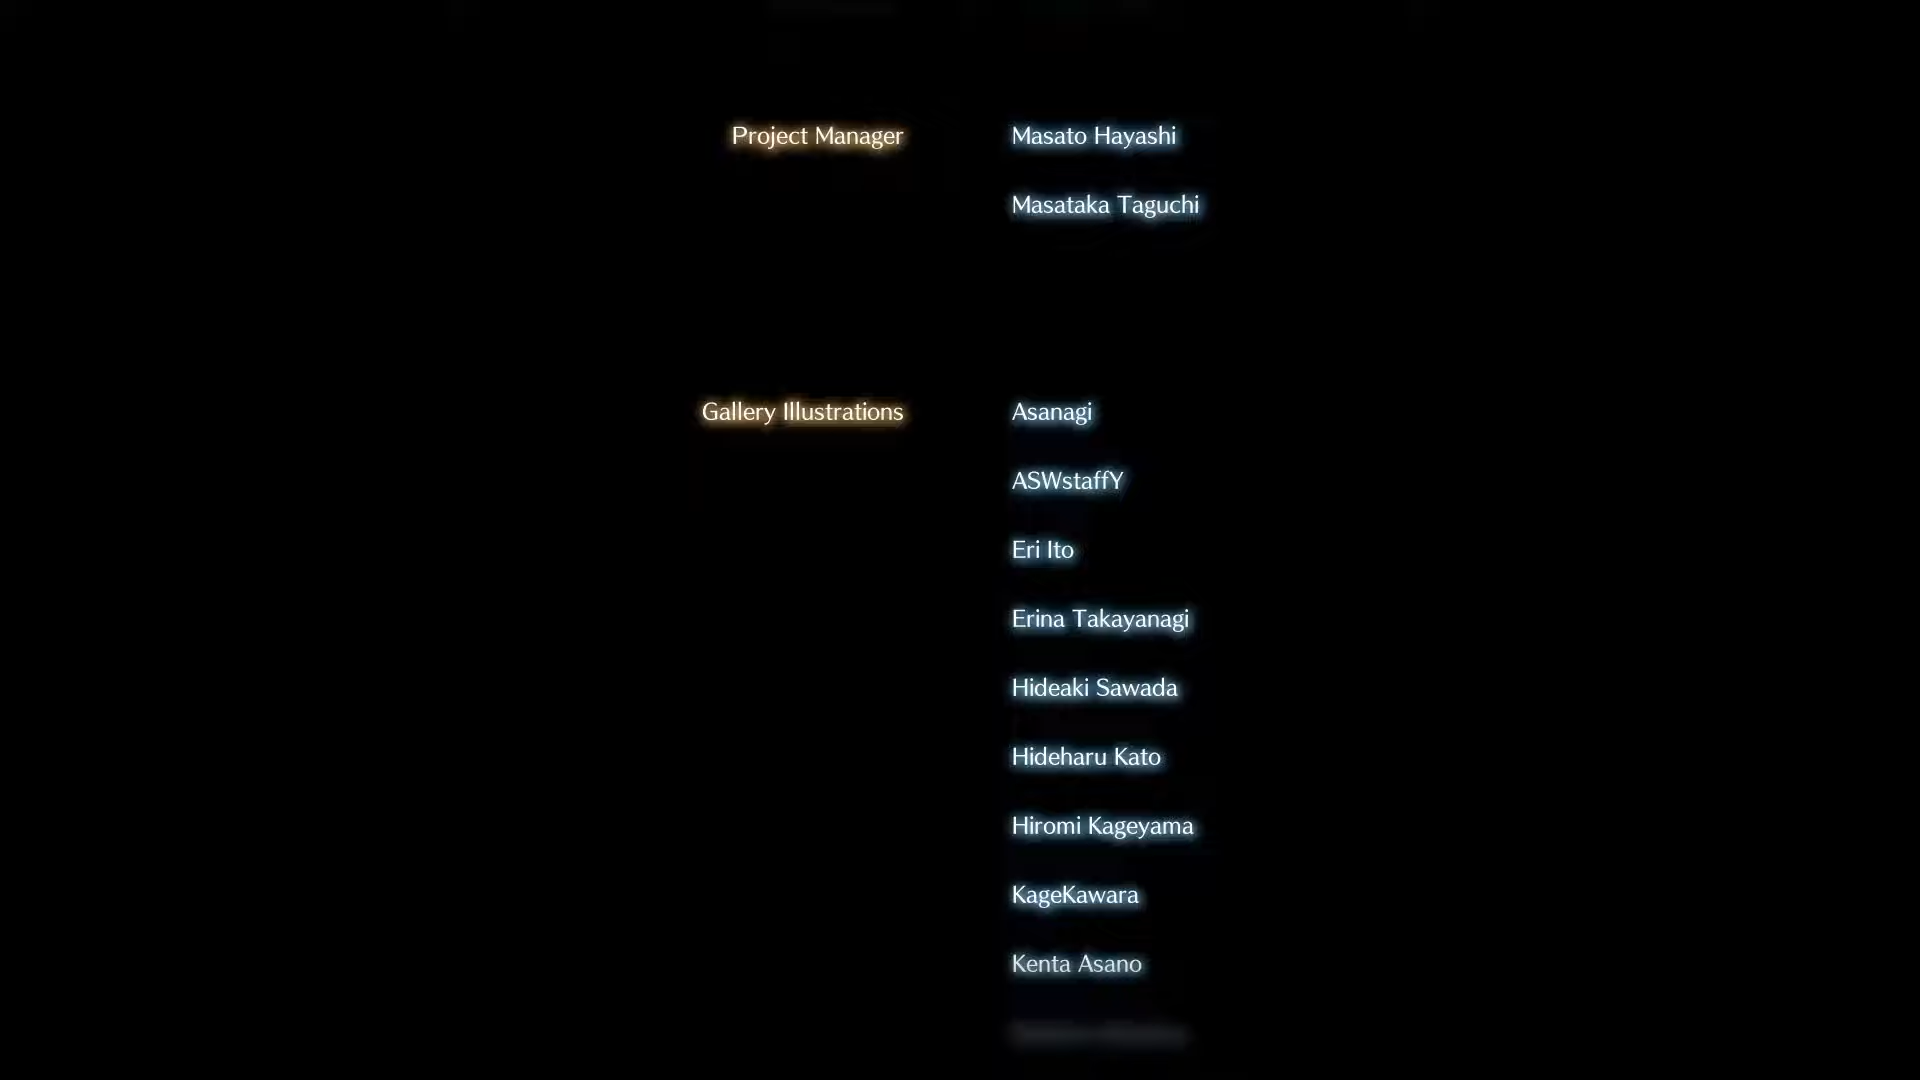 Project Manager Masato Hayashi
Masataka Taguchi
Gallery Illustrations Asanagi
ASWstaffY
Eri Ito
Erina Takayanagi
Hideaki Sawada
Hideharu Kato
Hiromi Kageyama
KageKawara
Kenta Asano